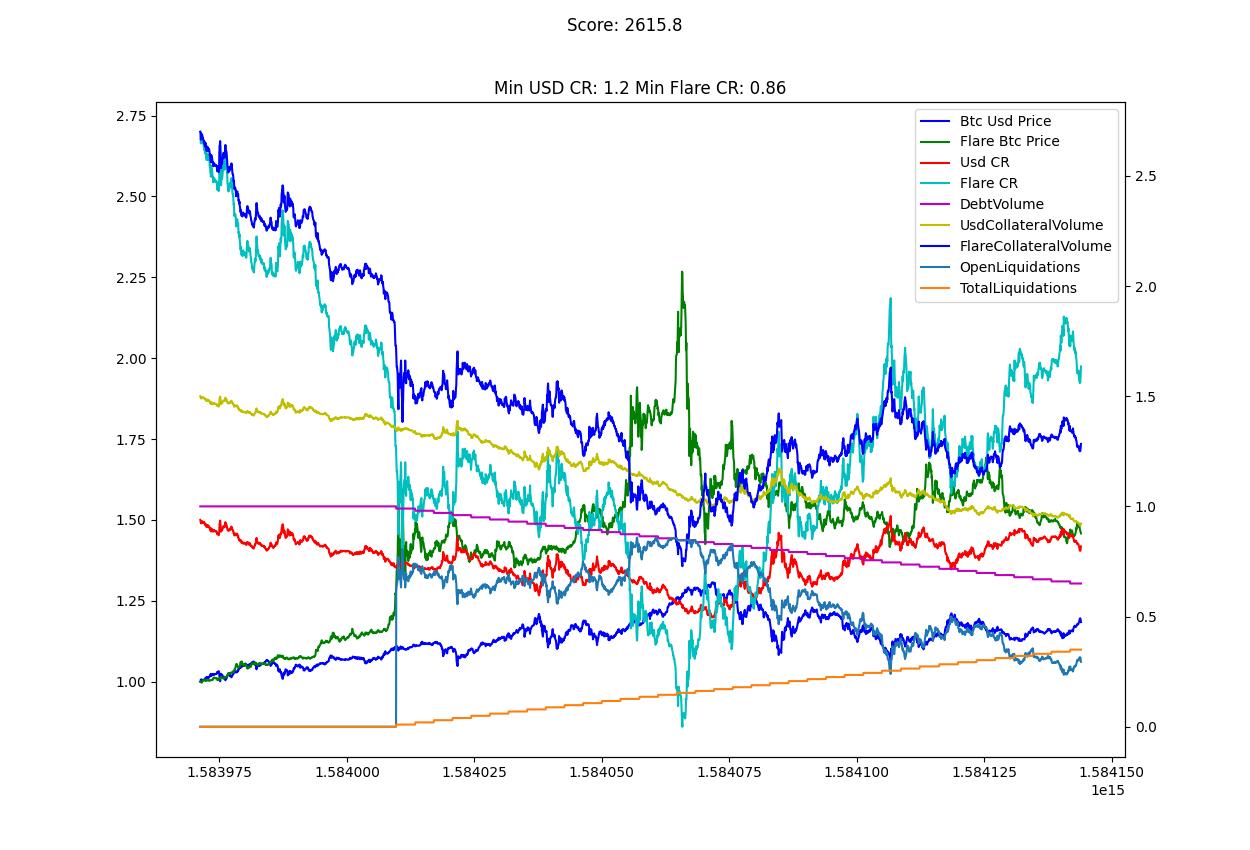 Score: 2615.8
Min USD CR: 1.2 Min Flare CR: 0.86
2.75
2.50
2.25
2.00
1.75
1.50
1.25
1.00
Btc Usd Price
Flare Btc Price
Usd CR
Flare CR
DebtVolume
UsdCollateralVolume
FlareCollateralVolume
OpenLiquidations
TotalLiquidations
2.5
2.0
1.5
1.0
0.5
0.0
1.583975
1.584000
1.584025
1.584050
1.584075
1.584100
1.584125
1.584150
1e15